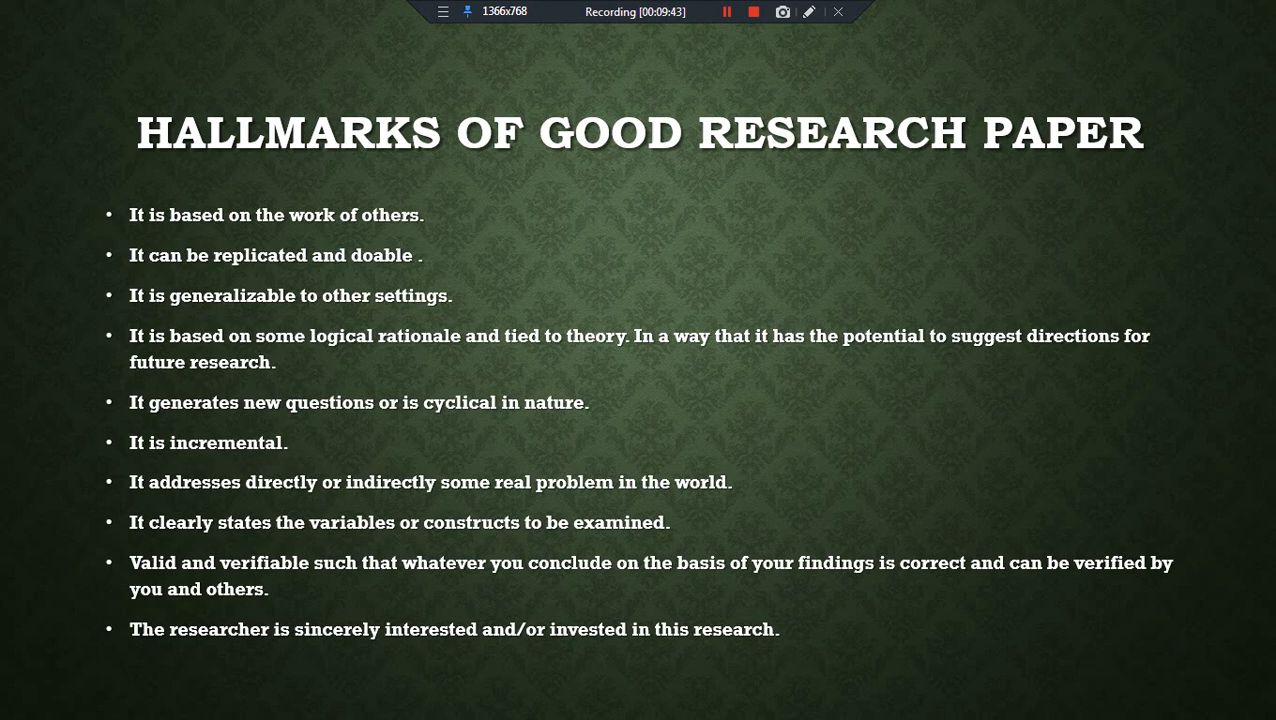 1366x768
Recording [00:09:43]
HALLMARKS OF GOOD RESEARCH PAPER
• It is based on the work of others.
• It can be replicated and doable .
• It is generalizable to other settings.
• It is based on some logical rationale and tied to theory. In a way that it has the potential to suggest directions for
future research.
• It generates new questions or is cyclical in nature.
• It is incremental.
• It addresses directly or indirectly some real problem in the world.
• It clearly states the variables or constructs to be examined.
• Valid and verifiable such that whatever you conclude on the basis of your findings is correct and can be verified by
you and others.
• The researcher is sincerely interested and/or invested in this research.